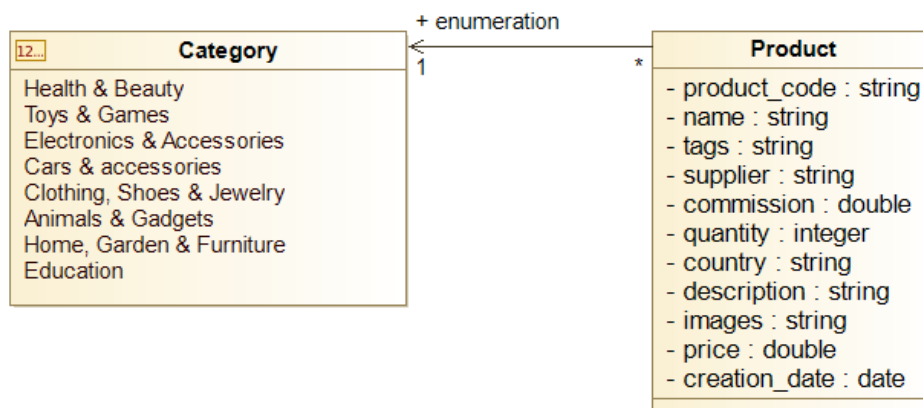 + enumeration
12...
Category
1
*
Health & Beauty
Toys & Games
Electronics & Accessories
Cars & accessories
Clothing, Shoes & Jewelry
Animals & Gadgets
Home, Garden & Furniture
Education
Product
- product_code : string
- name : string
- tags : string
- supplier : string
- commission : double
- quantity : integer
- country : string
- description : string
- images : string
- price : double
- creation_date : date